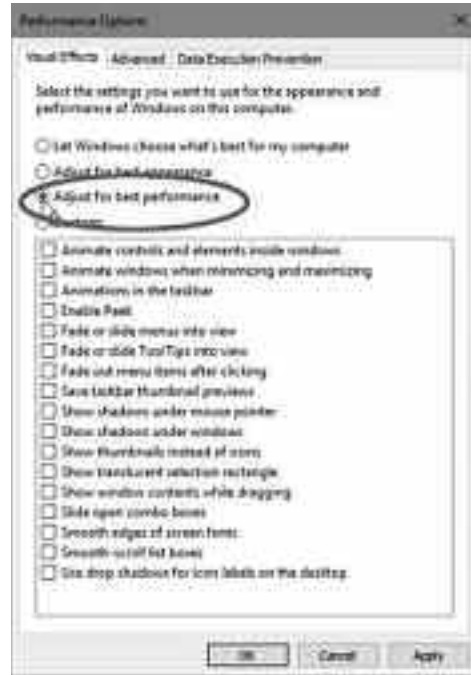 Performance Options
Visual Effects Advanced Data Execution Prevention
Select the settings you want to use for the appearance and
performance of Windows on this computer.
Let Windows choose what's best for my computer
Adjust for best appearance
Adjust for best performance
Custom:
Animate controls and elements inside windows
Animate windows when minimizing and maximizing
Animations in the taskbar
Enable Peek
Fade or slide menus into view
Fade or slide ToolTips into view
Fade out menu items after clicking
Save taskbar thumbnail previews
Show shadows under mouse pointer
Show shadows under windows
Show thumbnails instead of icons
Show translucent selection rectangle
Show window contents while dragging
Slide open combo boxes
Smooth edges of screen fonts
Smooth-scroll list boxes
Use drop shadows for icon labels on the desktop
OK Cancel Apply